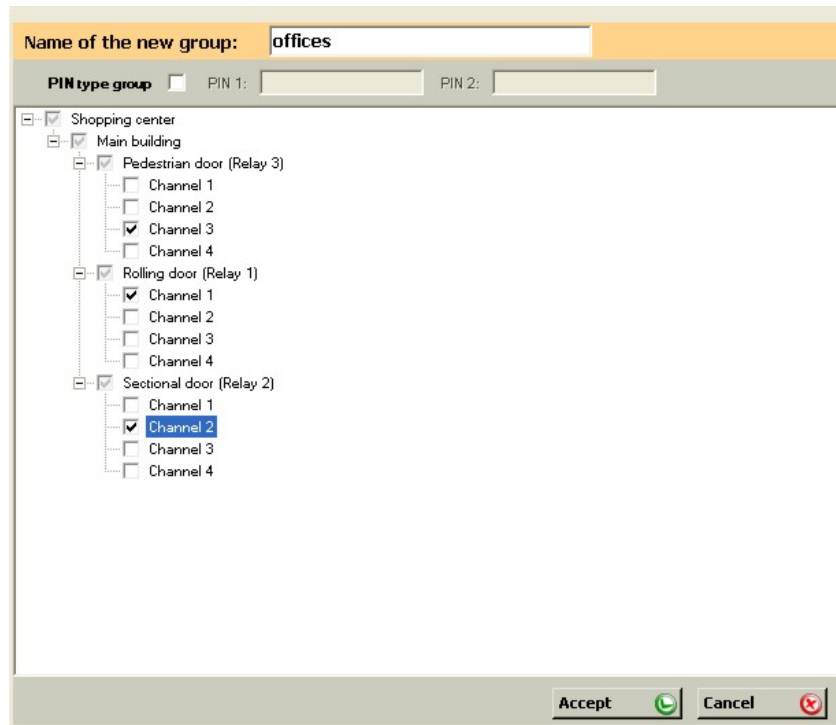 Name of the new group: offices
PIN type group PIN 1: PIN 2:
Shopping center
Main building
Pedestrian door (Relay 3)
Channel 1
Channel 2
Channel 3
Channel 4
Rolling door (Relay 1)
Channel 1
Channel 2
Channel 3
Channel 4
Sectional door (Relay 2)
Channel 1
Channel 2
Channel 3
Channel 4
Accept Cancel